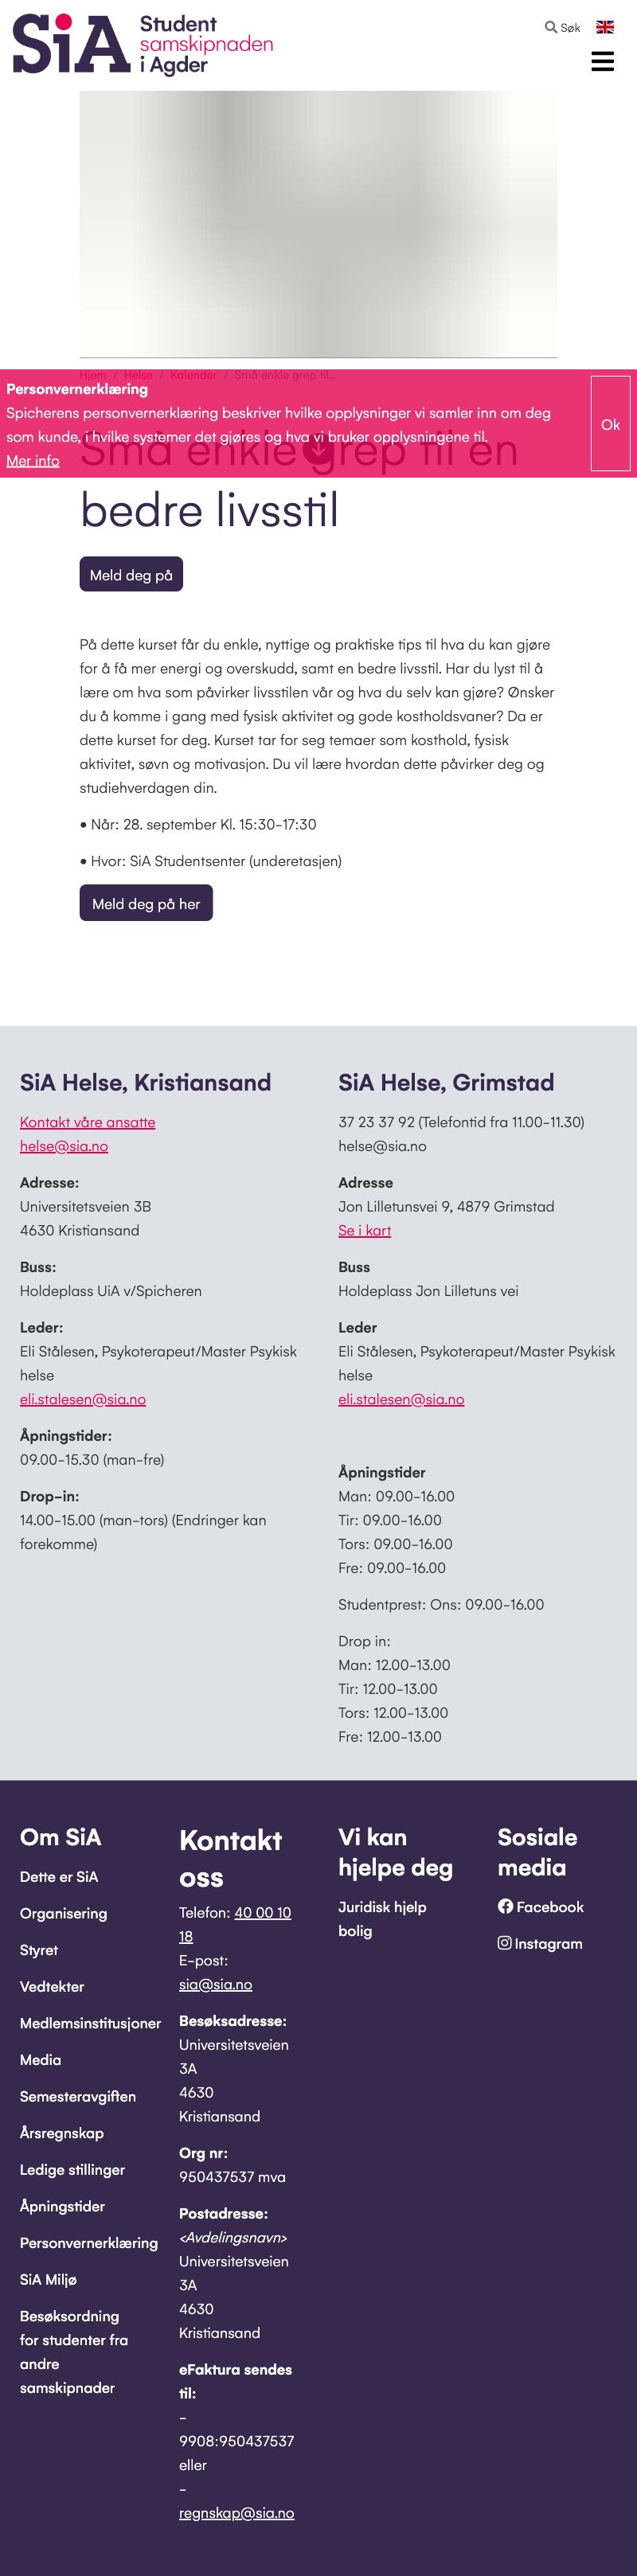 SiA
Student
samskipnaden
i Agder
Søk
Hjem / Helse / Kalender / Små enkle grep til...
Personvernerklæring
Spicherens personvernerklæring beskriver hvilke opplysninger vi samler inn om deg
som kunde, i hvilke systemer det gjøres og hva vi bruker opplysningene til.
Mer info
Ok
Små enkle grep til en
bedre livsstil
Meld deg på
På dette kurset får du enkle, nyttige og praktiske tips til hva du kan gjøre
for å få mer energi og overskudd, samt en bedre livsstil. Har du lyst til å
lære om hva som påvirker livsstilen vår og hva du selv kan gjøre? Ønsker
du å komme i gang med fysisk aktivitet og gode kostholdsvaner? Da er
dette kurset for deg. Kurset tar for seg temaer som kosthold, fysisk
aktivitet, søvn og motivasjon. Du vil lære hvordan dette påvirker deg og
studiehverdagen din.
• Når: 28. september Kl. 15:30-17:30
• Hvor: SiA Studentsenter (underetasjen)
Meld deg på her
SiA Helse, Kristiansand
Kontakt våre ansatte
helse@sia.no
Adresse:
Universitetsveien 3B
4630 Kristiansand
Buss:
Holdeplass UiA v/Spicheren
Leder:
Eli Stålesen, Psykoterapeut/Master Psykisk
helse
eli.stalesen@sia.no
Åpningstider:
09.00-15.30 (man-fre)
Drop-in:
14.00-15.00 (man-tors) (Endringer kan
forekomme)
SiA Helse, Grimstad
37 23 37 92 (Telefontid fra 11.00-11.30)
helse@sia.no
Adresse
Jon Lilletunsvei 9, 4879 Grimstad
Se i kart
Buss
Holdeplass Jon Lilletuns vei
Leder
Eli Stålesen, Psykoterapeut/Master Psykisk
helse
eli.stalesen@sia.no
Åpningstider
Man: 09.00-16.00
Tir: 09.00-16.00
Tors: 09.00-16.00
Fre: 09.00-16.00
Studentprest: Ons: 09.00-16.00
Drop in:
Man: 12.00-13.00
Tir: 12.00-13.00
Tors: 12.00-13.00
Fre: 12.00-13.00
Om SiA
Dette er SiA
Organisering
Styret
Vedtekter
Medlemsinstitusjoner
Media
Semesteravgiften
Årsregnskap
Ledige stillinger
Åpningstider
Personvernerklæring
SiA Miljø
Besøksordning
for studenter fra
andre
samskipnader
Kontakt
oss
Telefon: 40 00 10
18
E-post:
sia@sia.no
Besøksadresse:
Universitetsveien
3A
4630
Kristiansand
Org nr:
950437537 mva
Postadresse:
<Avdelingsnavn>
Universitetsveien
3A
4630
Kristiansand
eFaktura sendes
til:
-
9908:950437537
eller
-
regnskap@sia.no
Vi kan
hjelpe deg
Juridisk hjelp
bolig
Sosiale
media
Facebook
Instagram